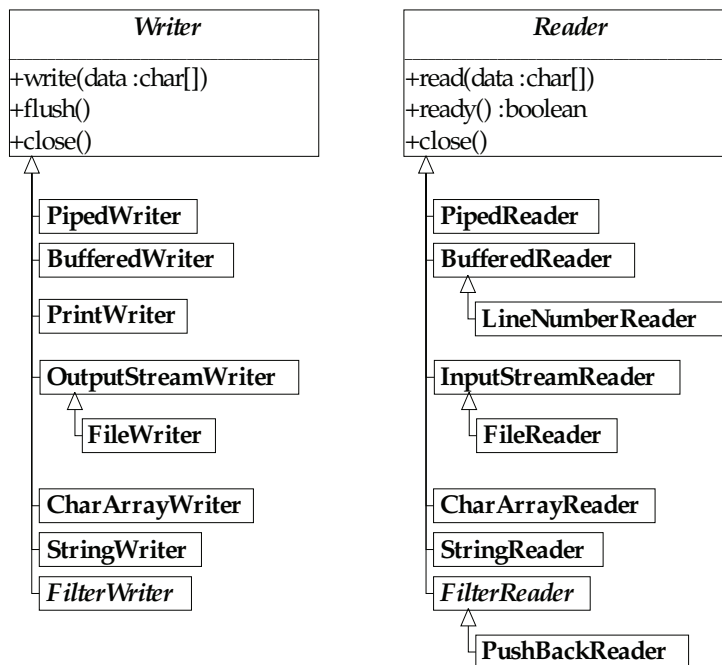 Writer
+write(data :char[])
+flush()
+close()
PipedWriter
BufferedWriter
PrintWriter
OutputStreamWriter
FileWriter
CharArrayWriter
StringWriter
FilterWriter
Reader
+read(data :char[])
+ready() :boolean
+close()
PipedReader
BufferedReader
LineNumberReader
InputStreamReader
FileReader
CharArrayReader
StringReader
FilterReader
PushBackReader